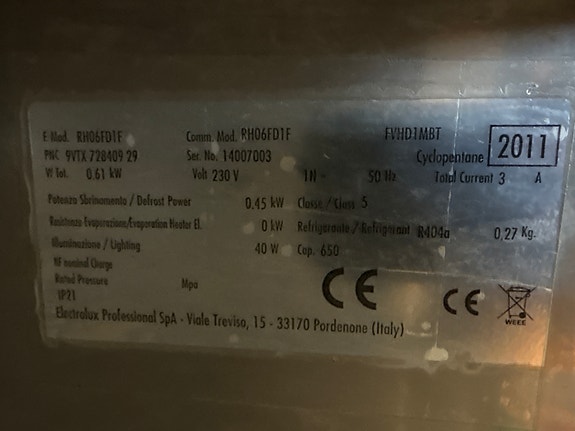 F. Mod. RH06FD1F Comm. Mod. RH06FD1F FVHD1MBT
PNC 9VTX 728409 29 Ser. No. 14007003 Cyclopentane 2011
W Tot. 0.61 kW Volt 230 V 1N ~ 50 Hz Total Current 3 A
Potenza Sbrinamento / Defrost Power 0.45 kW Classe / Class 5
Resistenza Evaporazione/Evaporation Heater El. 0 kW Refrigerante / Refrigerant R404a 0,27 Kg.
Illuminazione / Lighting 40 W Cap. 650
NF nominal Charge
Rated Pressure Mpa
IP21
CE CE
WEEE
Electrolux Professional SpA - Viale Treviso, 15 - 33170 Pordenone (Italy)